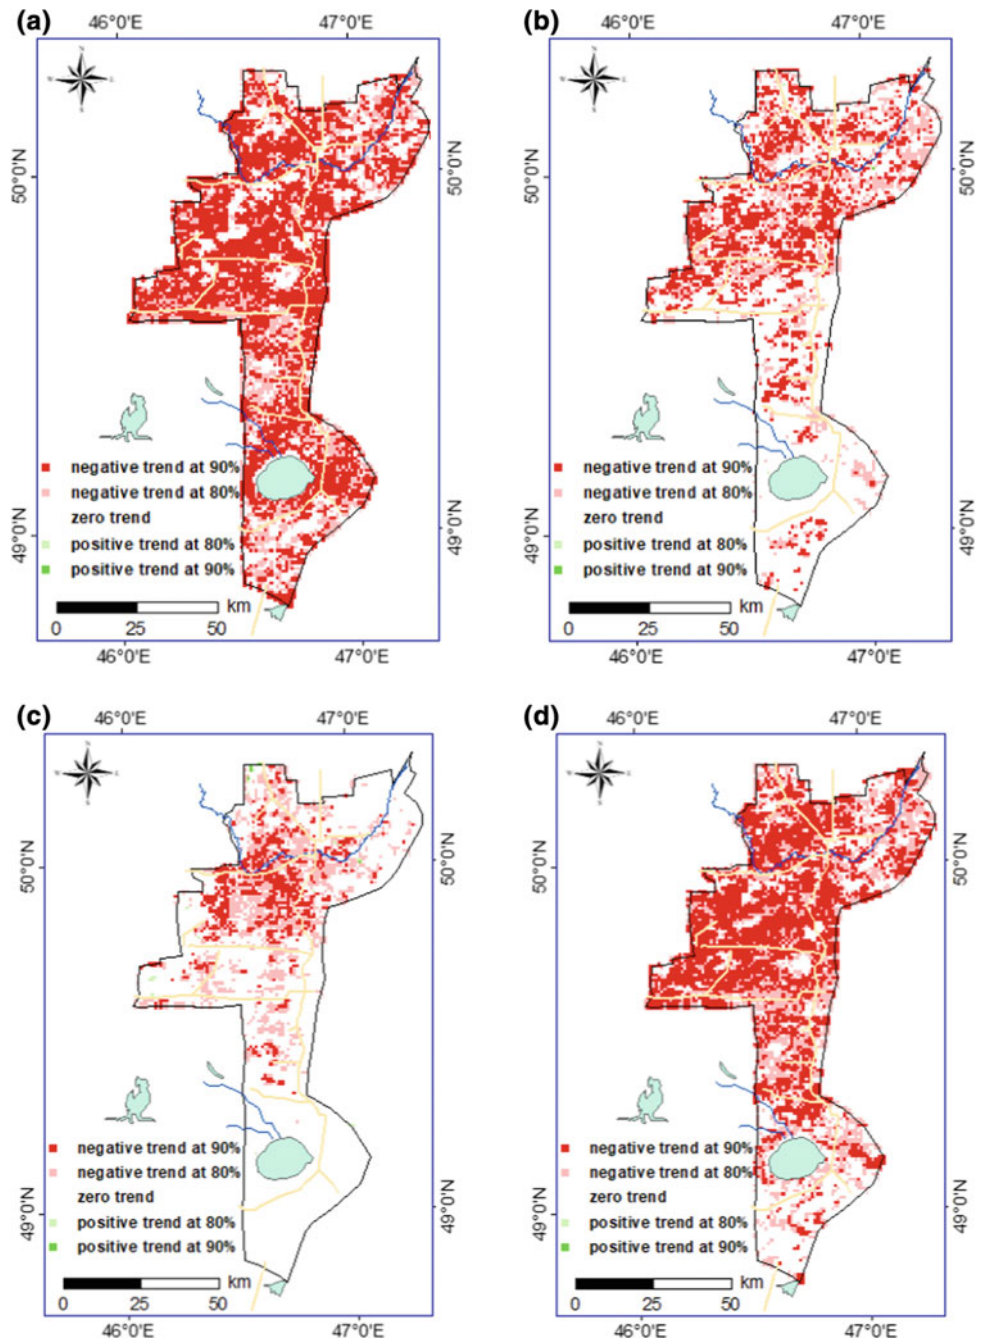 (a)
46°0'E 47°0'E
50°0'N
50°0'N
negative trend at 90%
negative trend at 80%
zero trend
positive trend at 80%
positive trend at 90%
49°0'N
49°0'N
km
0 25 50
46°0'E 47°0'E
(b)
46°0'E 47°0'E
50°0'N
50°0'N
negative trend at 90%
negative trend at 80%
zero trend
positive trend at 80%
positive trend at 90%
49°0'N
49°0'N
km
0 25 50
46°0'E 47°0'E
(c)
46°0'E 47°0'E
50°0'N
50°0'N
negative trend at 90%
negative trend at 80%
zero trend
positive trend at 80%
positive trend at 90%
49°0'N
49°0'N
km
0 25 50
46°0'E 47°0'E
(d)
46°0'E 47°0'E
50°0'N
50°0'N
negative trend at 90%
negative trend at 80%
zero trend
positive trend at 80%
positive trend at 90%
49°0'N
49°0'N
km
0 25 50
46°0'E 47°0'E